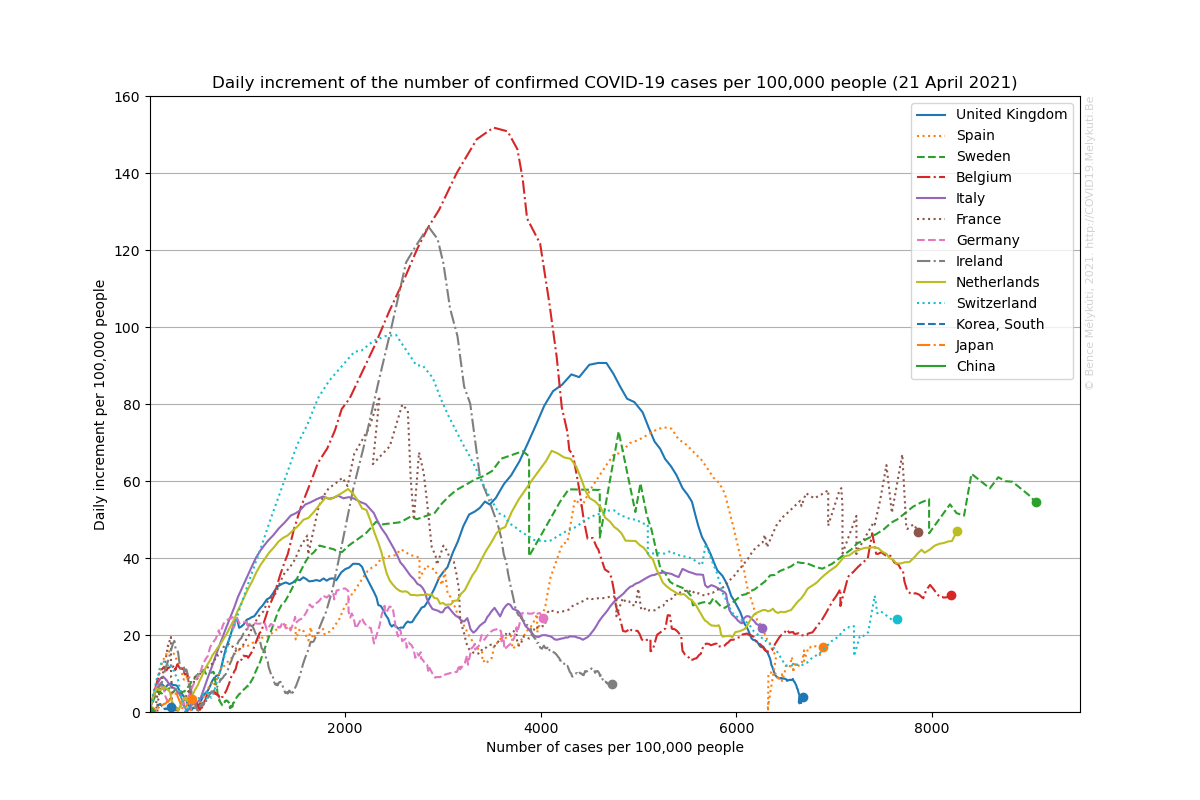 Daily increment of the number of confirmed COVID-19 cases per 100,000 people (21 April 2021)
160
140
120
100
80
60
40
20
0
Daily increment per 100,000 people
2000
4000
6000
8000
Number of cases per 100,000 people
United Kingdom
Spain
Sweden
Belgium
Italy
France
Germany
Ireland
Netherlands
Switzerland
Korea, South
Japan
China
© Bence Mélykúti, 2021 http://COVID19.Melykuti.Be